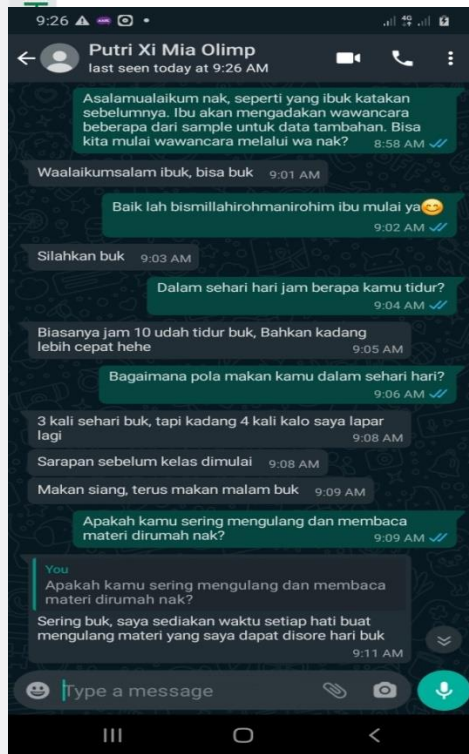 9:26
4G
Putri Xi Mia Olimp
last seen today at 9:26 AM
Asalamualaikum nak, seperti yang ibuk katakan
sebelumnya. Ibu akan mengadakan wawancara
beberapa dari sample untuk data tambahan. Bisa
kita mulai wawancara melalui wa nak?
8:58 AM
Waalaikumsalam ibuk, bisa buk 9:01 AM
Baik lah bismillahirohmanirohim ibu mulai ya😊
9:02 AM
Silahkan buk 9:03 AM
Dalam sehari hari jam berapa kamu tidur?
9:04 AM
Biasanya jam 10 udah tidur buk, Bahkan kadang
lebih cepat hehe
9:05 AM
Bagaimana pola makan kamu dalam sehari hari?
9:06 AM
3 kali sehari buk, tapi kadang 4 kali kalo saya lapar
lagi
9:08 AM
Sarapan sebelum kelas dimulai 9:08 AM
Makan siang, terus makan malam buk 9:09 AM
Apakah kamu sering mengulang dan membaca
materi dirumah nak?
9:09 AM
You
Apakah kamu sering mengulang dan membaca
materi dirumah nak?
Sering buk, saya sediakan waktu setiap hati buat
mengulang materi yang saya dapat disore hari buk
9:11 AM
Type a message